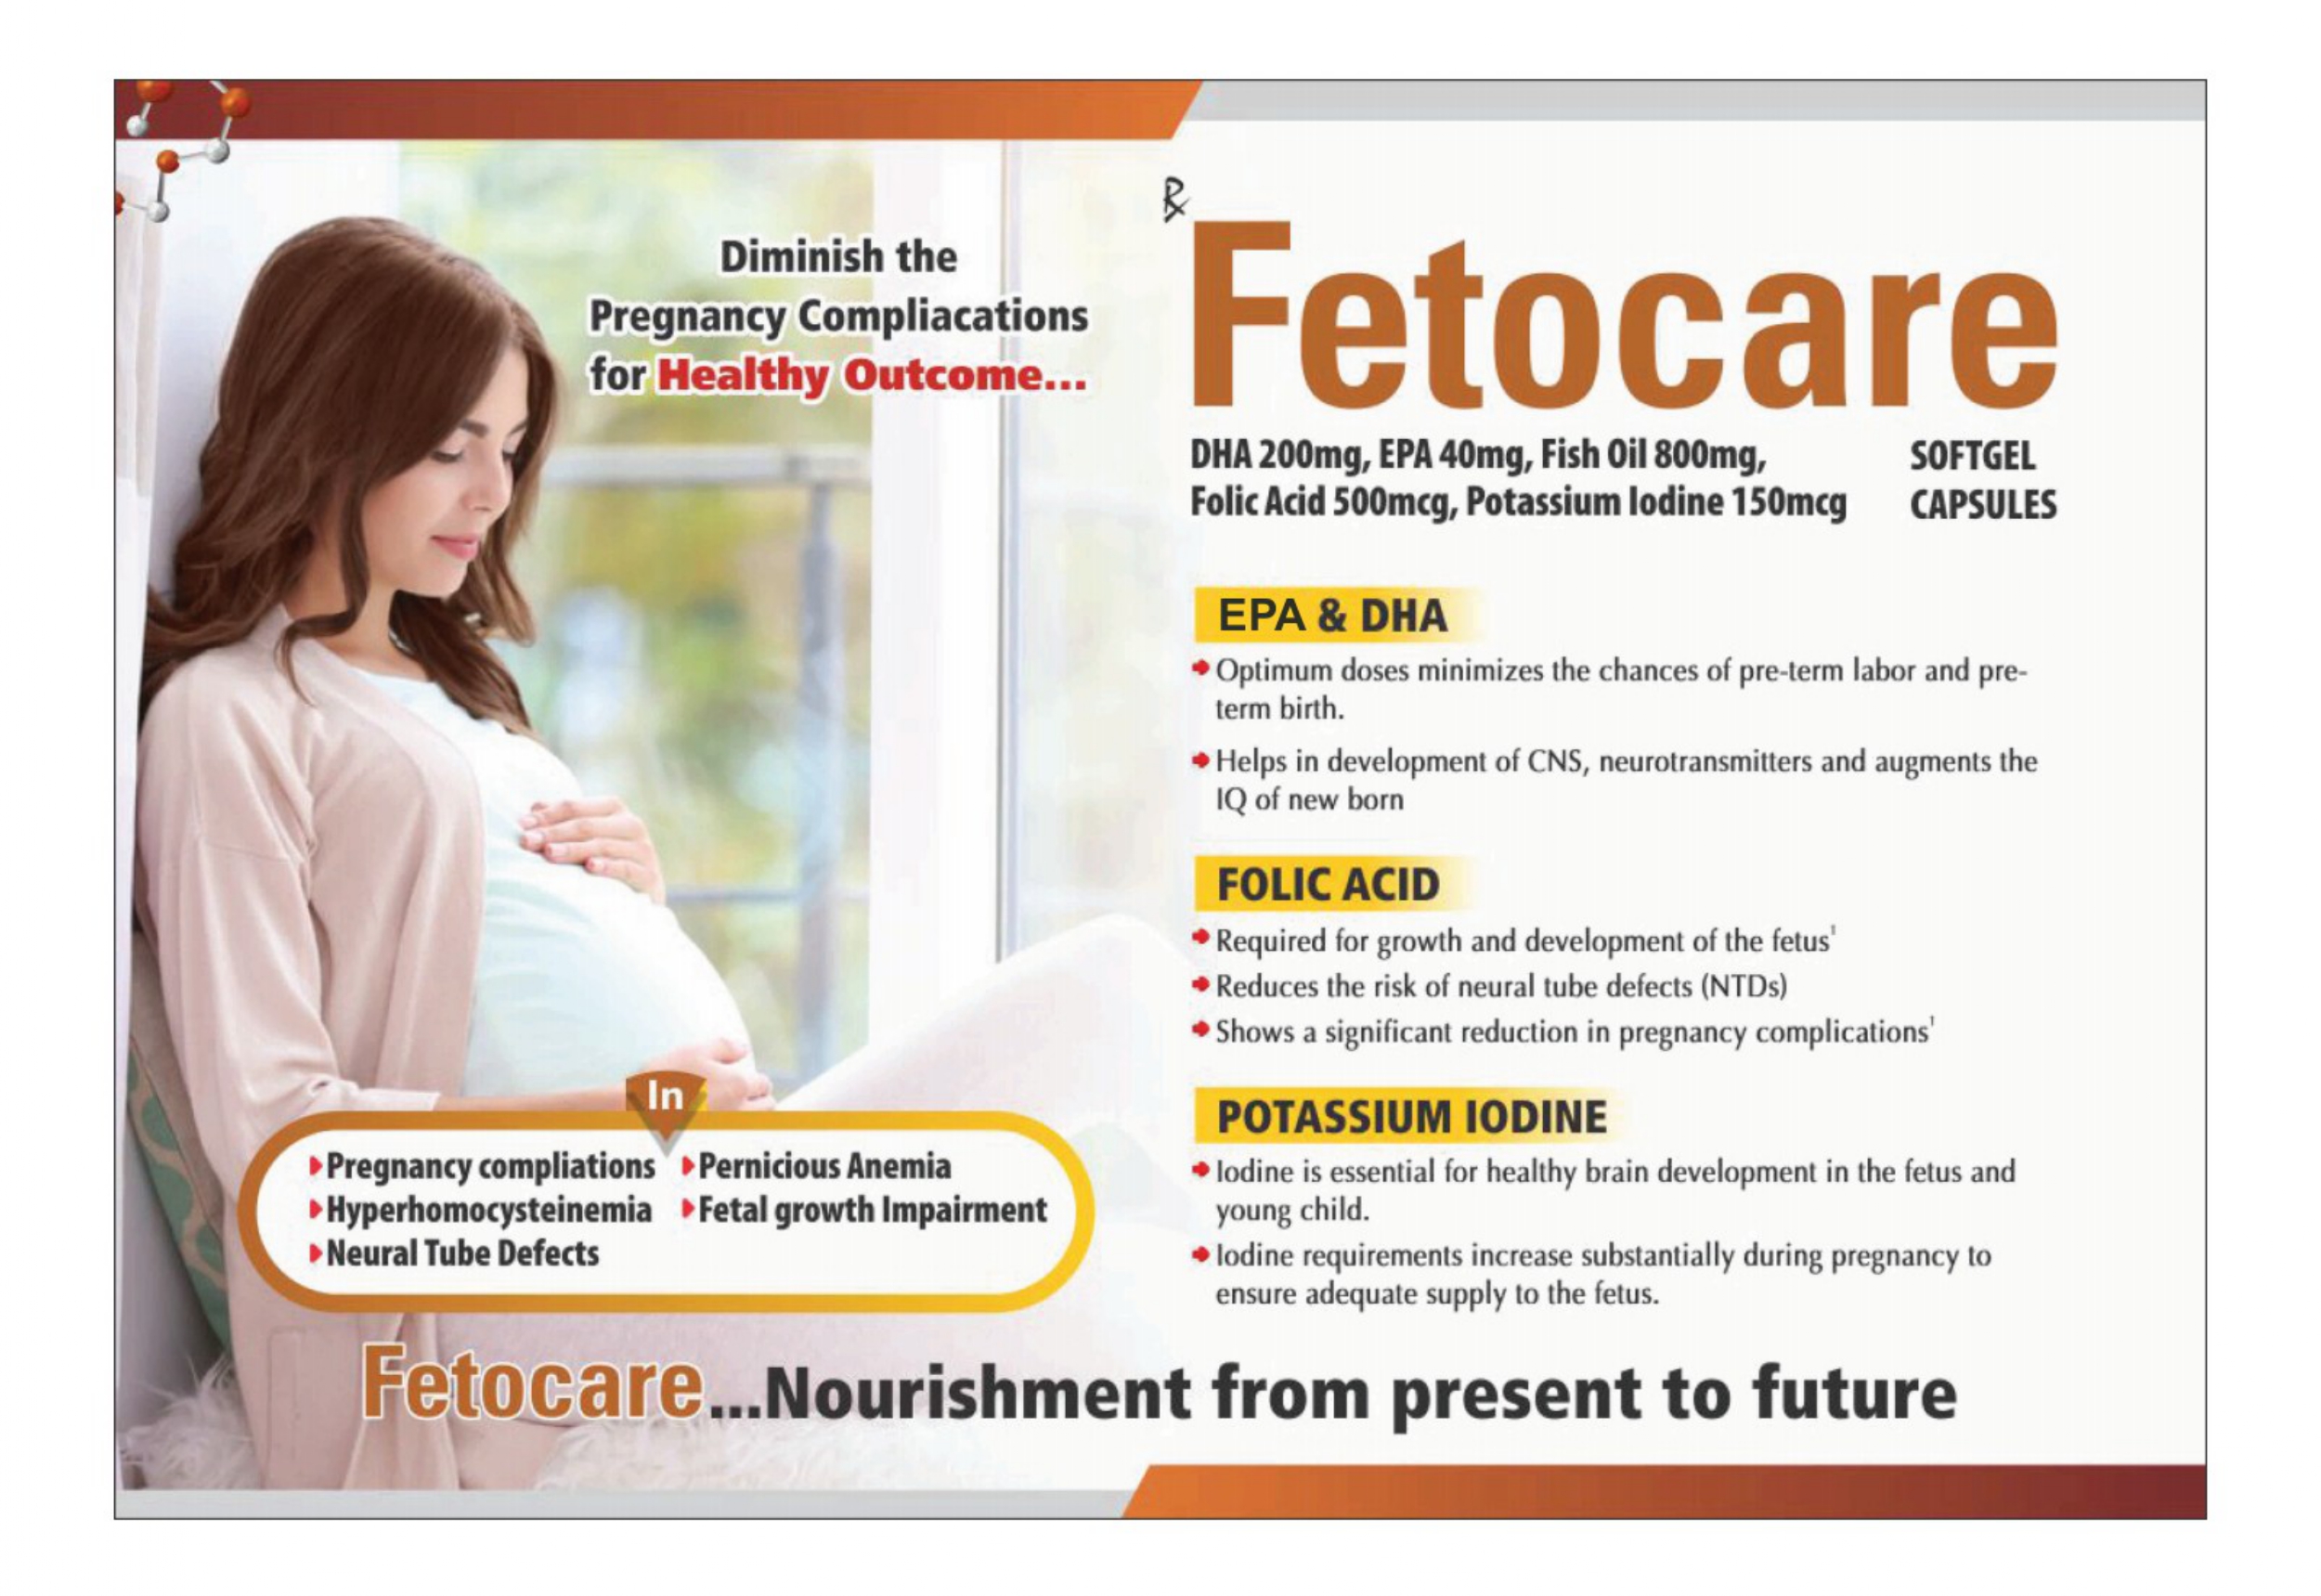 Diminish the
Pregnancy Compliacations
for Healthy Outcome...
In
Pregnancy compliations
Hyperhomocysteinemia
Neural Tube Defects
Pernicious Anemia
Fetal growth Impairment
℞
Fetocare
DHA 200mg, EPA 40mg, Fish Oil 800mg,
Folic Acid 500mcg, Potassium Iodine 150mcg
SOFTGEL
CAPSULES
EPA & DHA
Optimum doses minimizes the chances of pre-term labor and pre-
term birth.
Helps in development of CNS, neurotransmitters and augments the
IQ of new born
FOLIC ACID
Required for growth and development of the fetus¹
Reduces the risk of neural tube defects (NTDs)
Shows a significant reduction in pregnancy complications¹
POTASSIUM IODINE
Iodine is essential for healthy brain development in the fetus and
young child.
Iodine requirements increase substantially during pregnancy to
ensure adequate supply to the fetus.
Fetocare...Nourishment from present to future